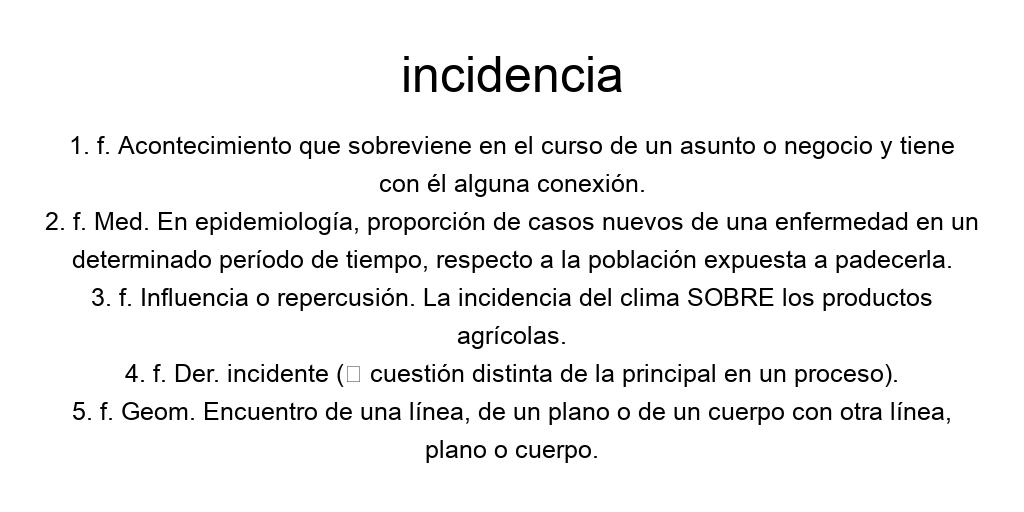 incidencia
1. f. Acontecimiento que sobreviene en el curso de un asunto o negocio y tiene
con él alguna conexión.
2. f. Med. En epidemiología, proporción de casos nuevos de una enfermedad en un
determinado período de tiempo, respecto a la población expuesta a padecerla.
3. f. Influencia o repercusión. La incidencia del clima SOBRE los productos
agrícolas.
4. f. Der. incidente (□ cuestión distinta de la principal en un proceso).
5. f. Geom. Encuentro de una línea, de un plano o de un cuerpo con otra línea,
plano o cuerpo.